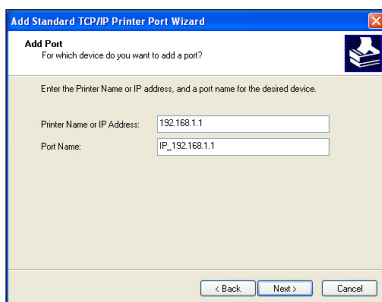 Add Standard TCP/IP Printer Port Wizard
Add Port
For which device do you want to add a port?
Enter the Printer Name or IP address, and a port name for the desired device.
Printer Name or IP Address: 192.168.1.1
Port Name: IP_192.168.1.1
< Back Next > Cancel